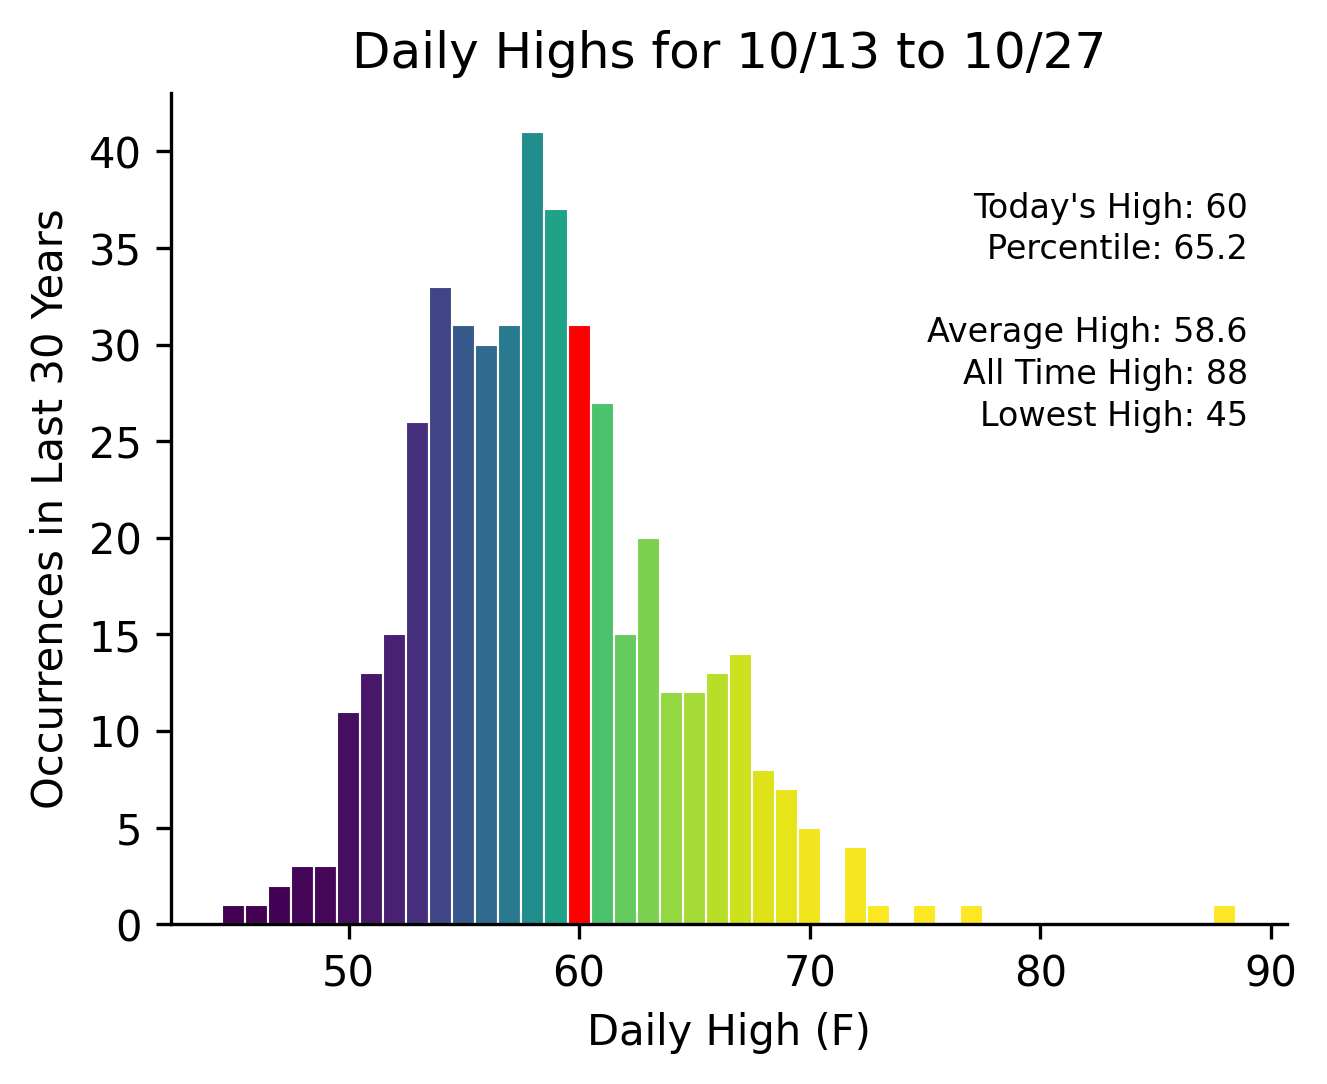 Daily Highs for 10/13 to 10/27
40
35
30
25
20
15
10
5
0
Occurrences in Last 30 Years
Today's High: 60
Percentile: 65.2
Average High: 58.6
All Time High: 88
Lowest High: 45
50 60 70 80 90
Daily High (F)